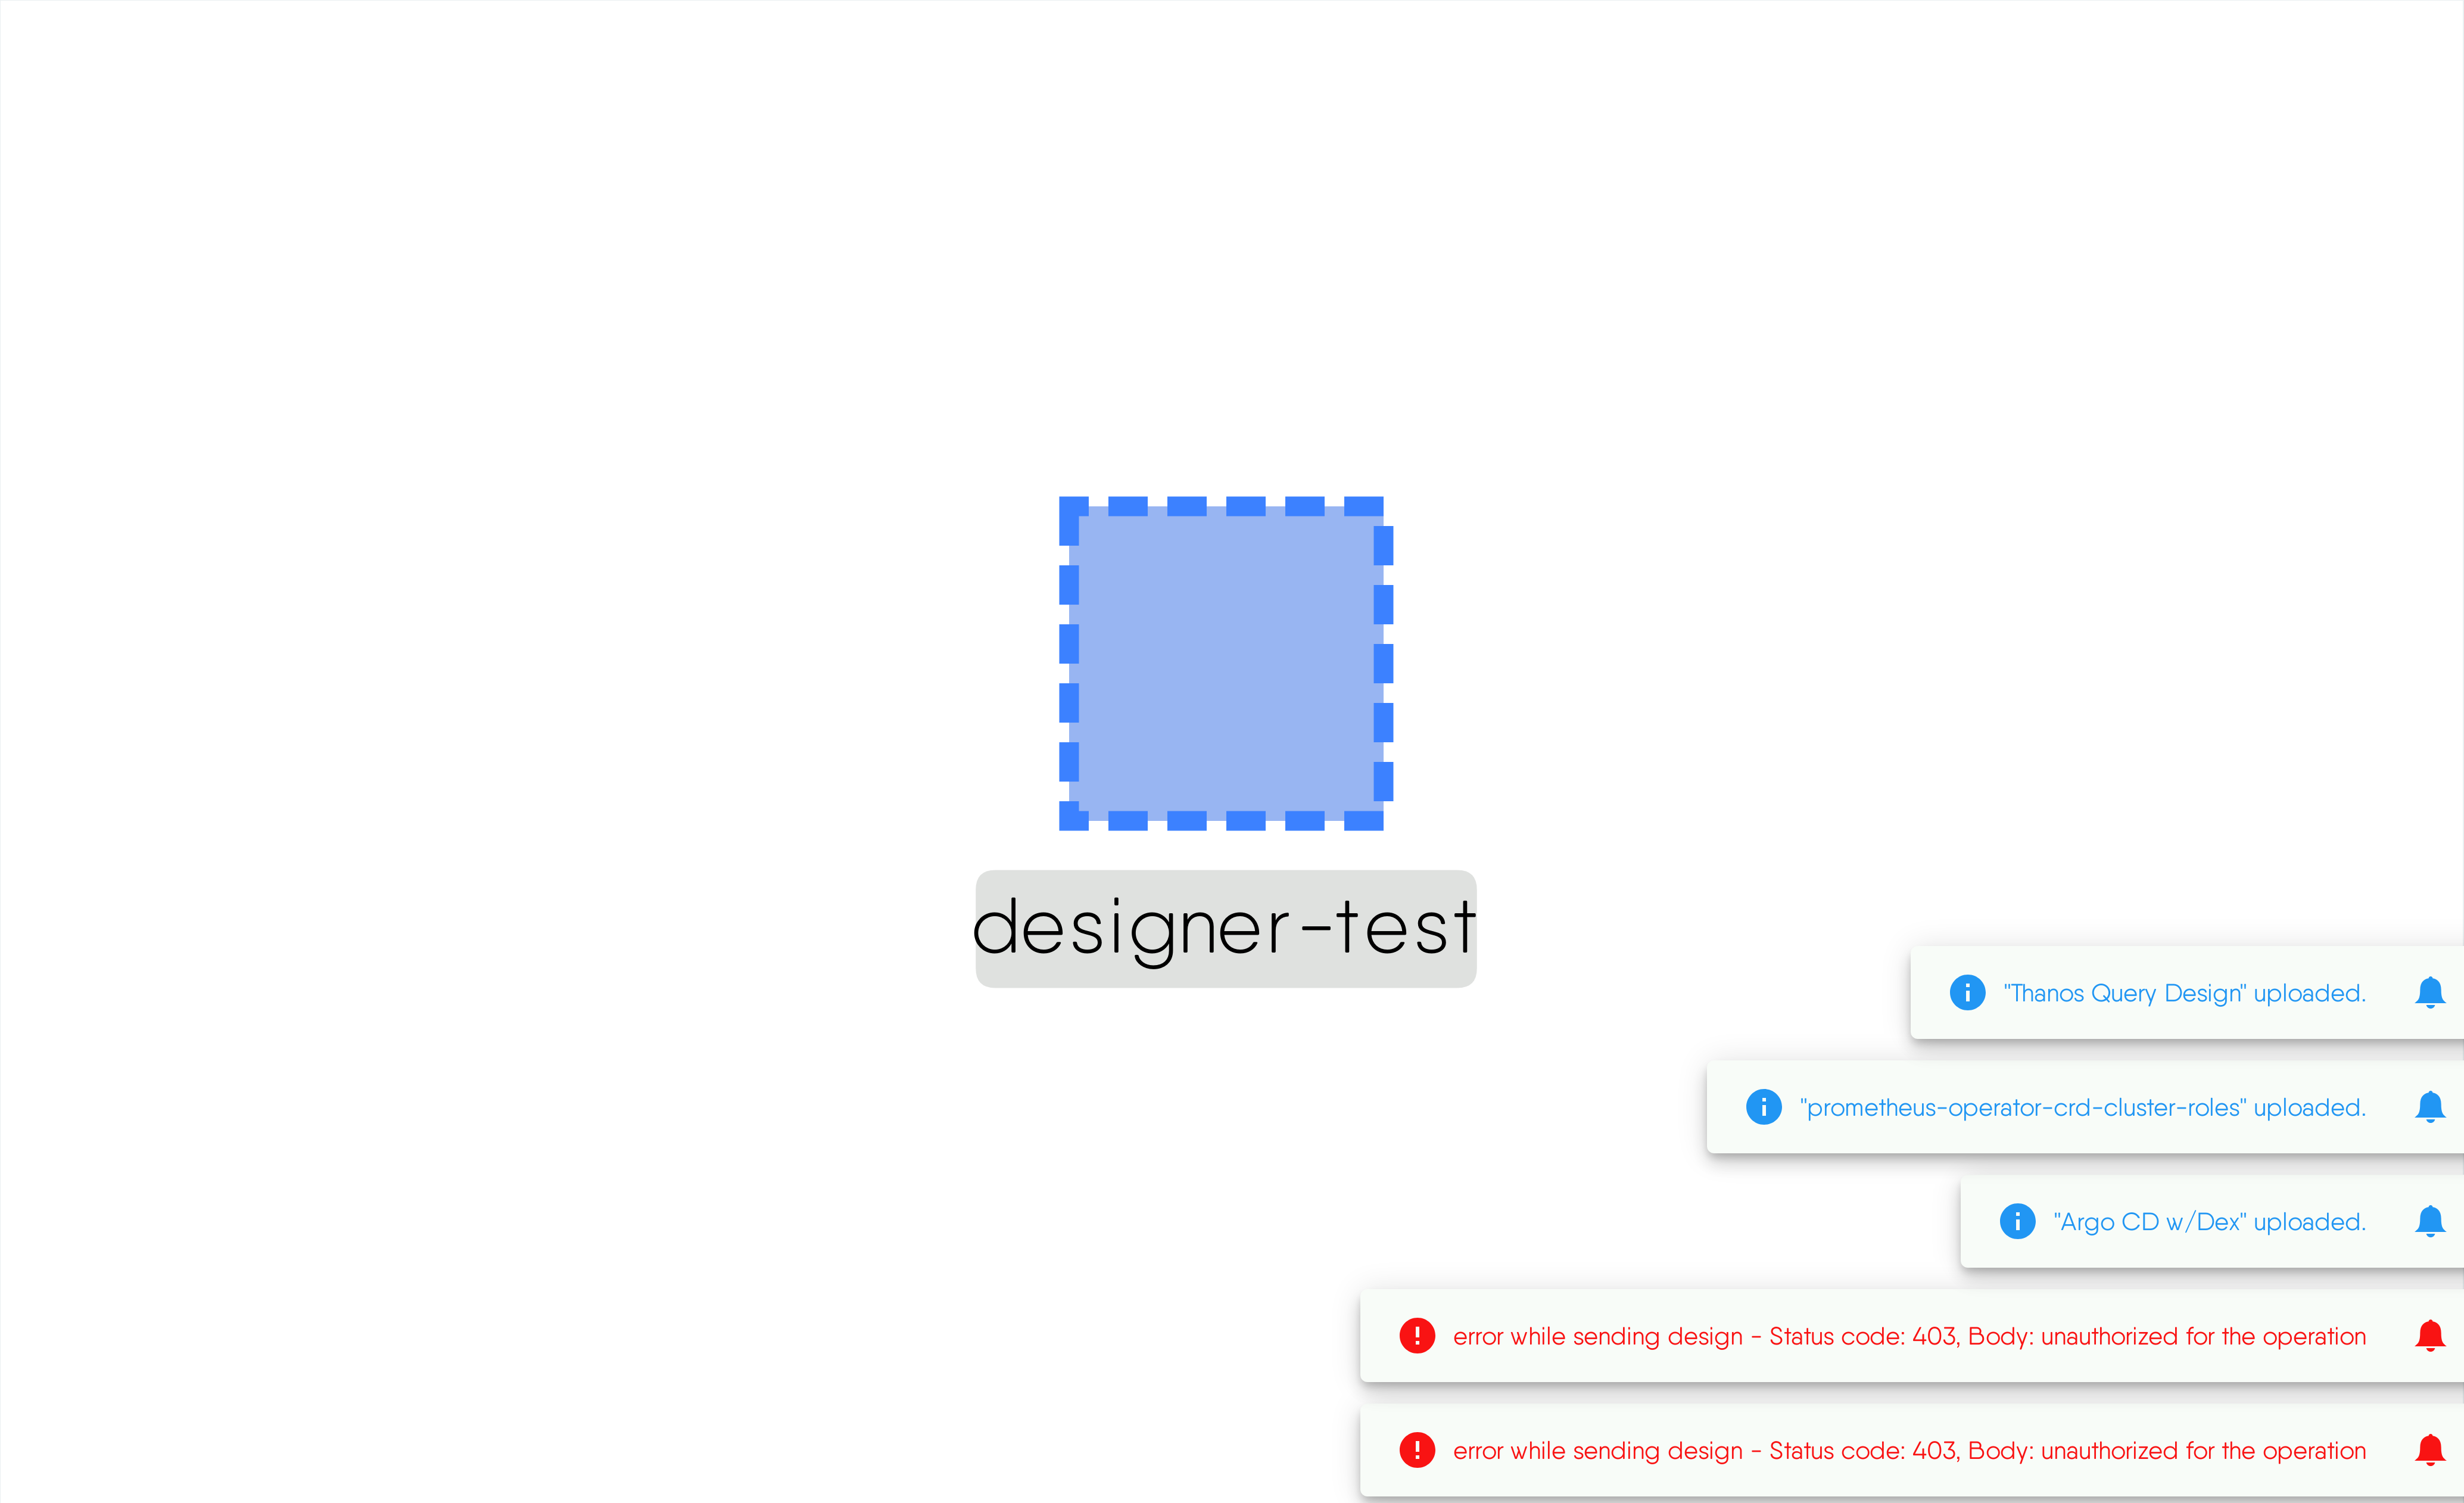 designer-test
"Thanos Query Design" uploaded.
"prometheus-operator-crd-cluster-roles" uploaded.
"Argo CD w/Dex" uploaded.
error while sending design - Status code: 403, Body: unauthorized for the operation
error while sending design - Status code: 403, Body: unauthorized for the operation